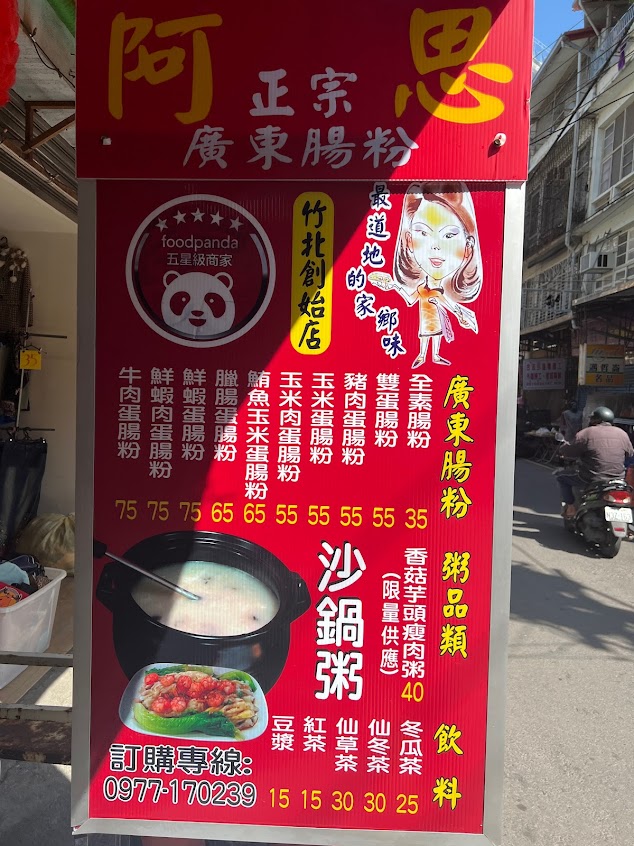 阿思
正宗
廣東腸粉
foodpanda
五星級商家
竹北創始店
最道地的家鄉味
廣東腸粉
全素腸粉 35
雙蛋腸粉 55
豬肉蛋腸粉 55
玉米蛋腸粉 55
玉米肉蛋腸粉 55
鮪魚玉米蛋腸粉 65
臘腸蛋腸粉 65
鮮蝦蛋腸粉 75
鮮蝦肉蛋腸粉 75
牛肉蛋腸粉 75
粥品類
香菇芋頭瘦肉粥 40
(限量供應)
沙鍋粥
飲料
冬瓜茶 25
仙冬茶 30
仙草茶 30
紅茶 15
豆漿 15
訂購專線:
0977-170239
35